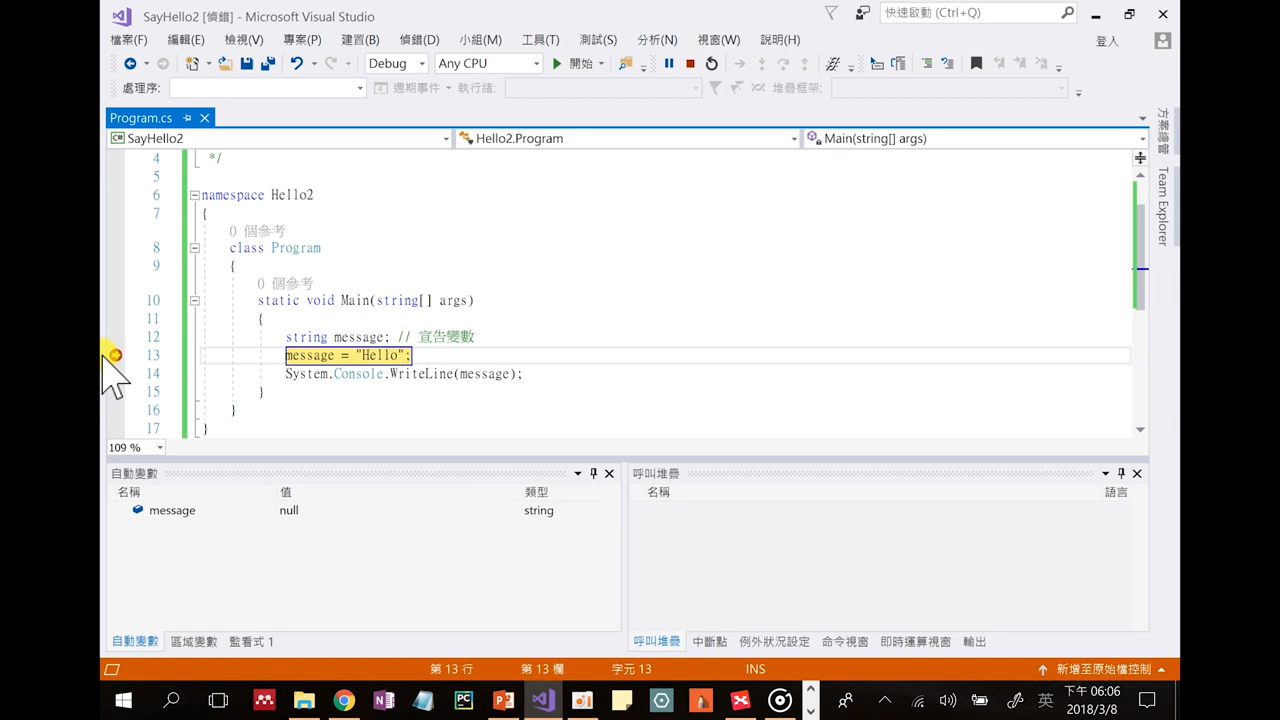 SayHello2 [偵錯] - Microsoft Visual Studio
快速啟動 (Ctrl+Q)
檔案(F) 編輯(E) 檢視(V) 專案(P) 建置(B) 偵錯(D) 小組(M) 工具(T) 測試(S) 分析(N) 視窗(W) 說明(H)
登入
Debug Any CPU 開始
處理序: 週期事件 執行緒: 堆疊框架:
Program.cs
SayHello2 Hello2.Program Main(string[] args)
方案總管
Team Explorer
4 */
5
6 namespace Hello2
7 {
0 個參考
8 class Program
9 {
0 個參考
10 static void Main(string[] args)
11 {
12 string message; // 宣告變數
13 message = "Hello";
14 System.Console.WriteLine(message);
15 }
16 }
17 }
109 %
自動變數
名稱 值 類型
message null string
呼叫堆疊
名稱 語言
自動變數 區域變數 監看式 1
呼叫堆疊 中斷點 例外狀況設定 命令視窗 即時運算視窗 輸出
第 13 行 第 13 欄 字元 13 INS 新增至原始檔控制
英 下午 06:06
2018/3/8